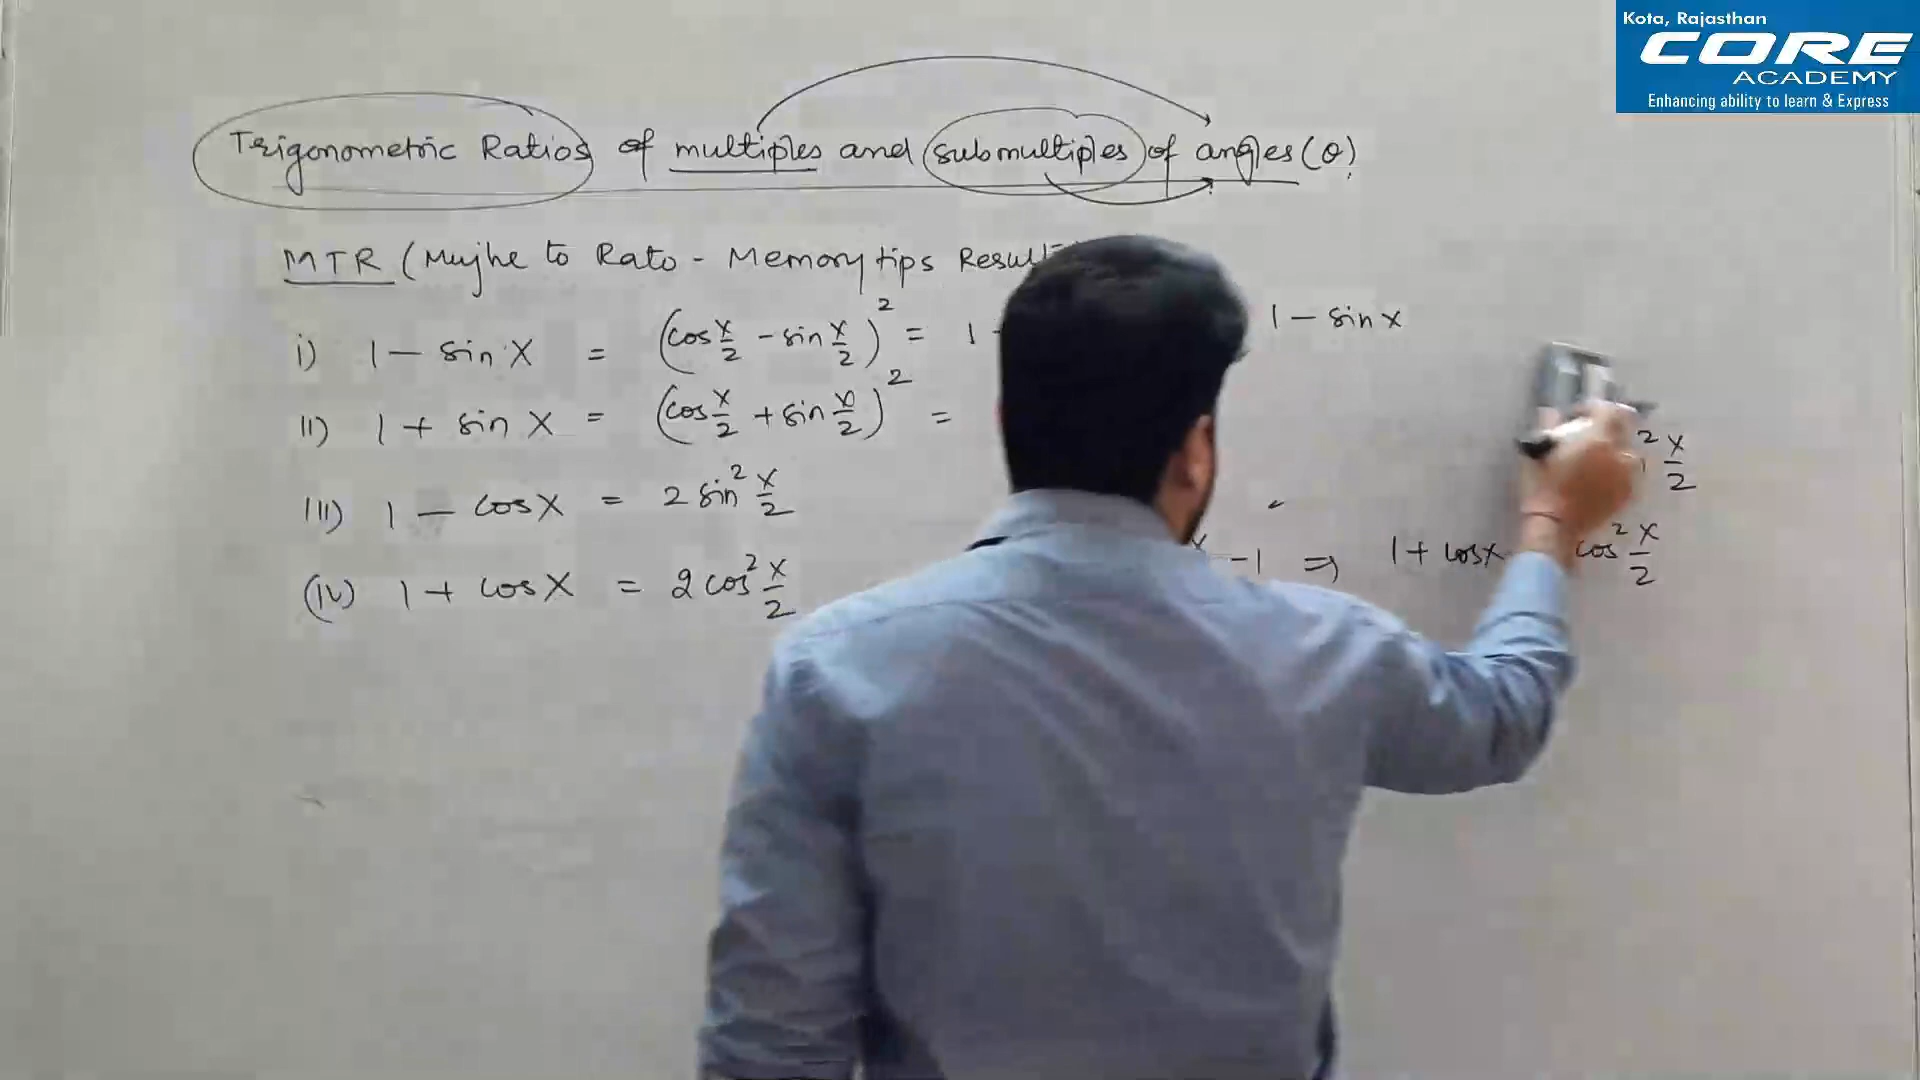 Kota, Rajasthan
CORE
ACADEMY
Enhancing ability to learn & Express
Trigonometric Ratios of multiples and submultiples of angles (θ)
MTR (Mujhe to Rato - Memory tips Result
i) 1 - sin x = (cos x/2 - sin x/2)² = 1 - 1 - sin x
ii) 1 + sin x = (cos x/2 + sin x/2)² =
² x/2
iii) 1 - cos x = 2 sin² x/2
-1 ⇒ 1 + cos x cos² x/2
(iv) 1 + cos x = 2 cos² x/2